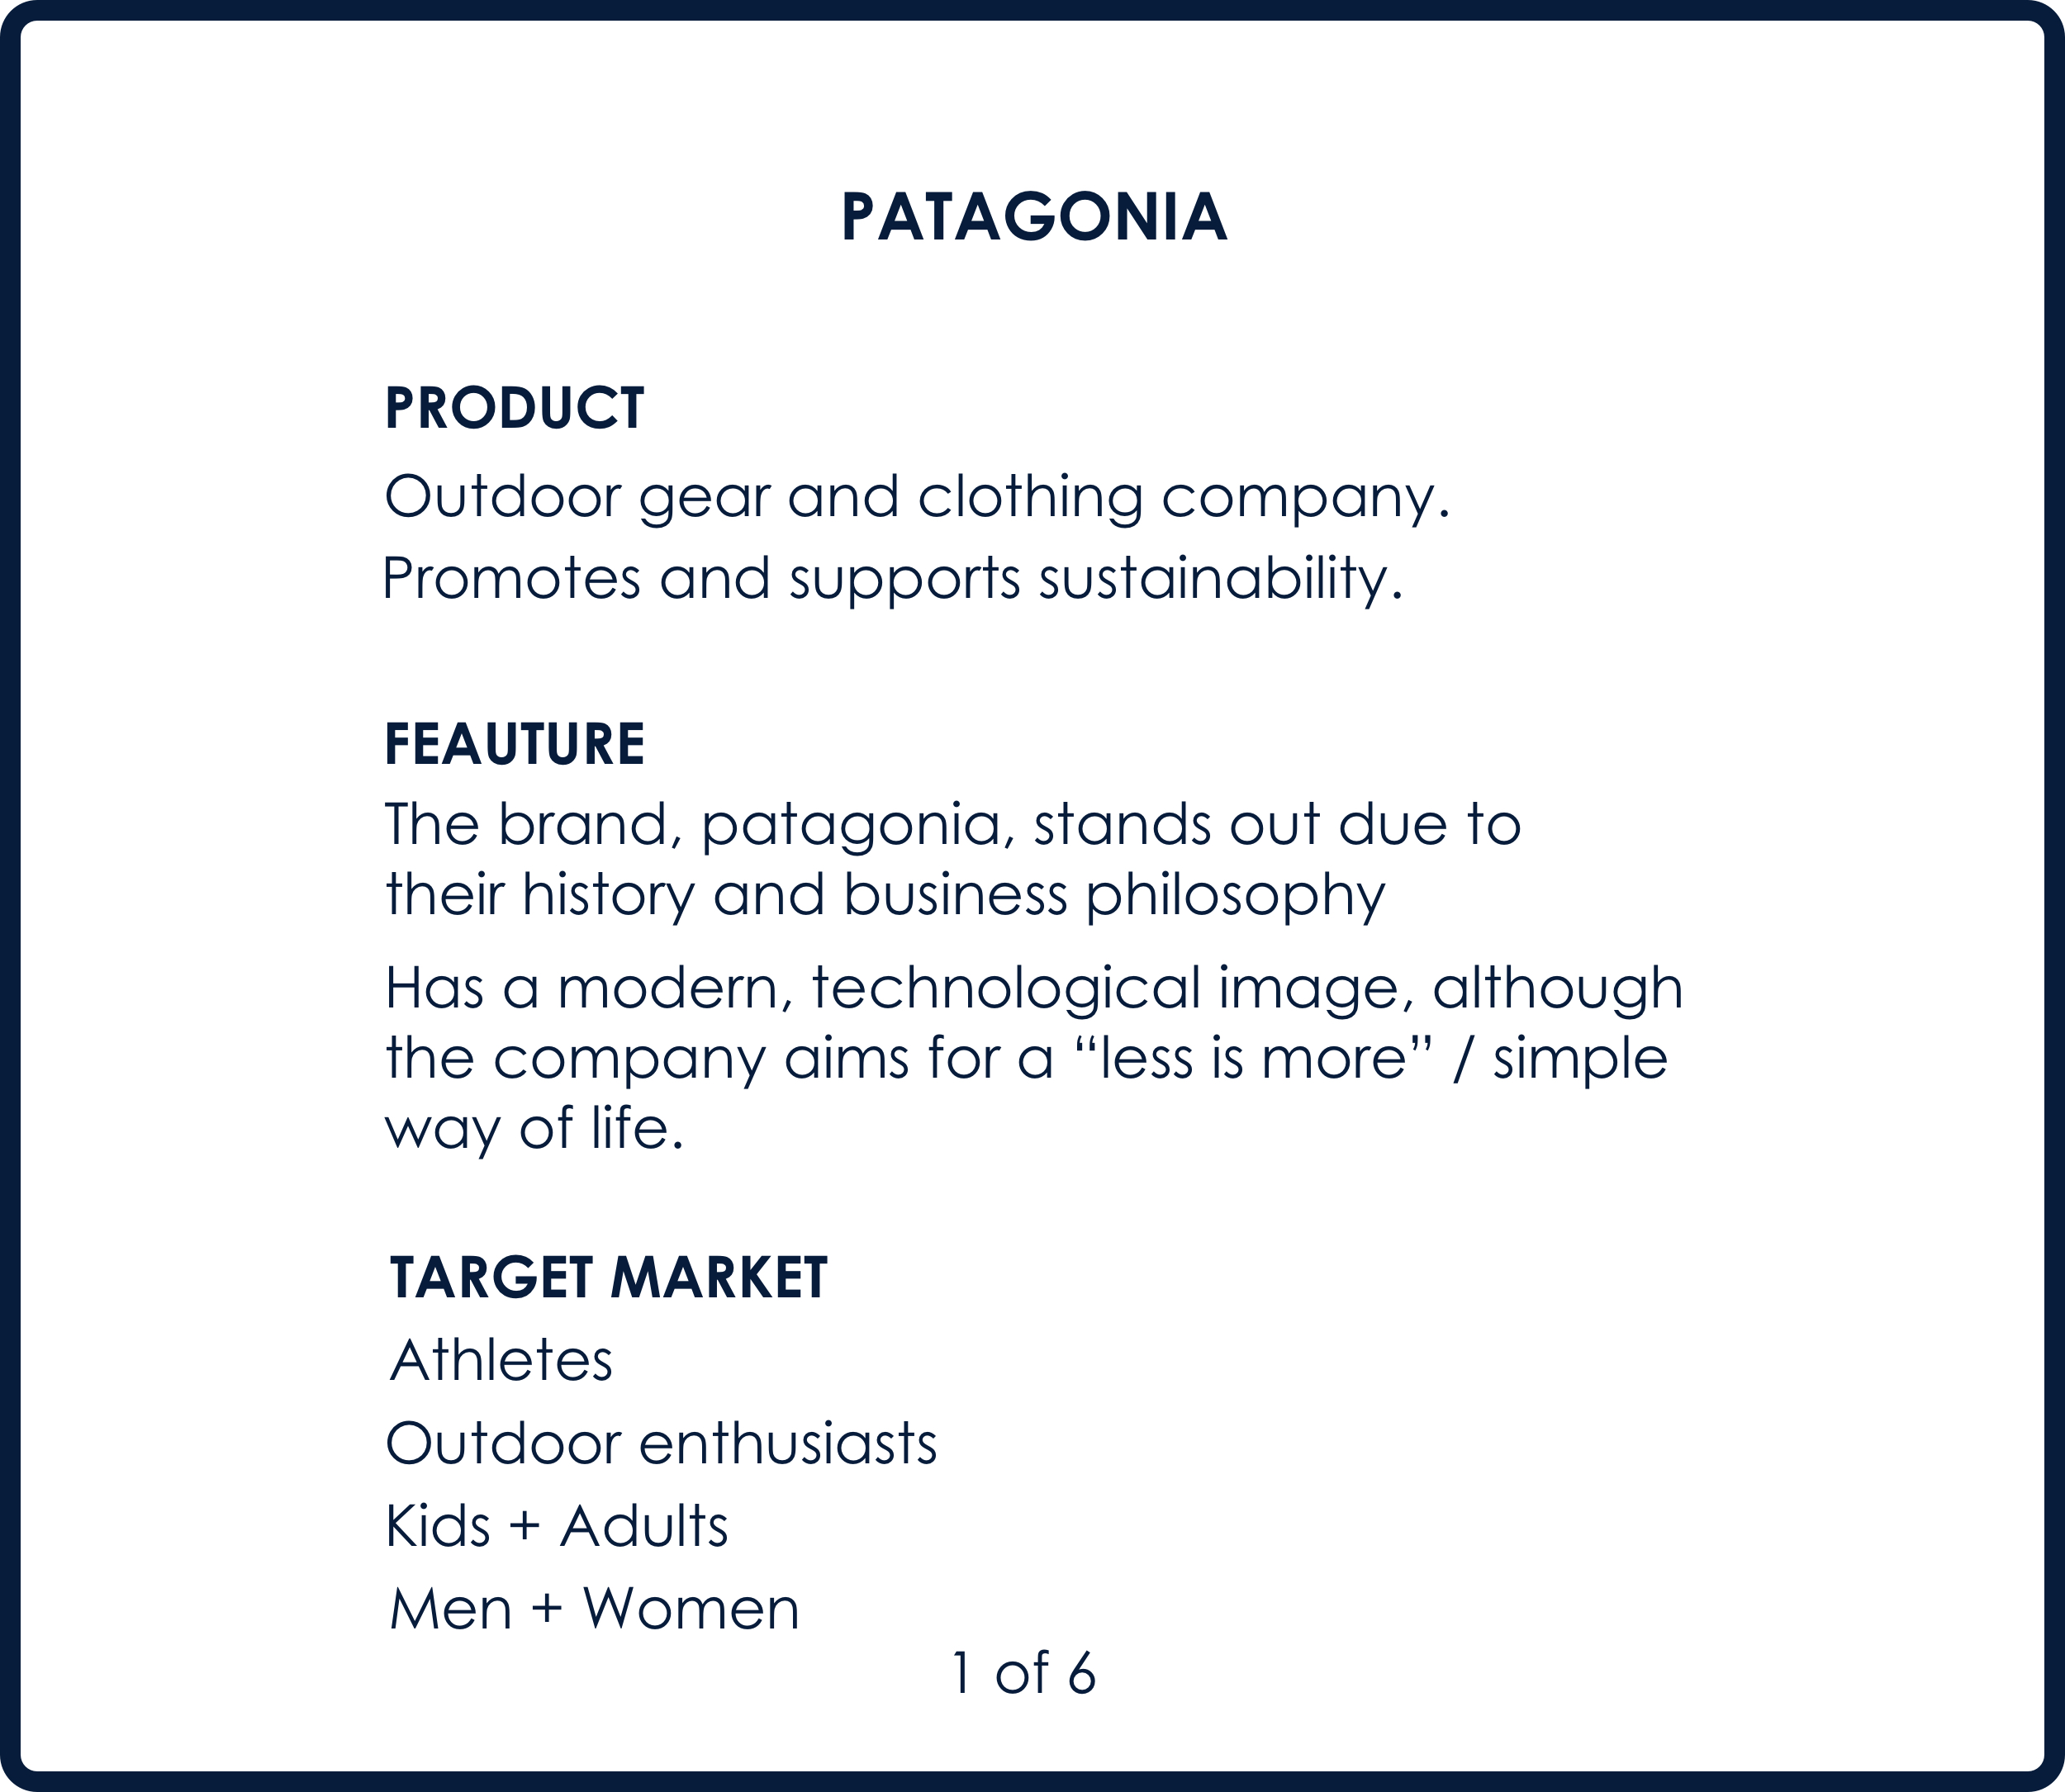 PATAGONIA
PRODUCT
Outdoor gear and clothing company.
Promotes and supports sustainability.
FEAUTURE
The brand, patagonia, stands out due to
their history and business philosophy
Has a modern, technological image, although
the company aims for a “less is more” / simple
way of life.
TARGET MARKET
Athletes
Outdoor enthusiasts
Kids + Adults
Men + Women
1 of 6